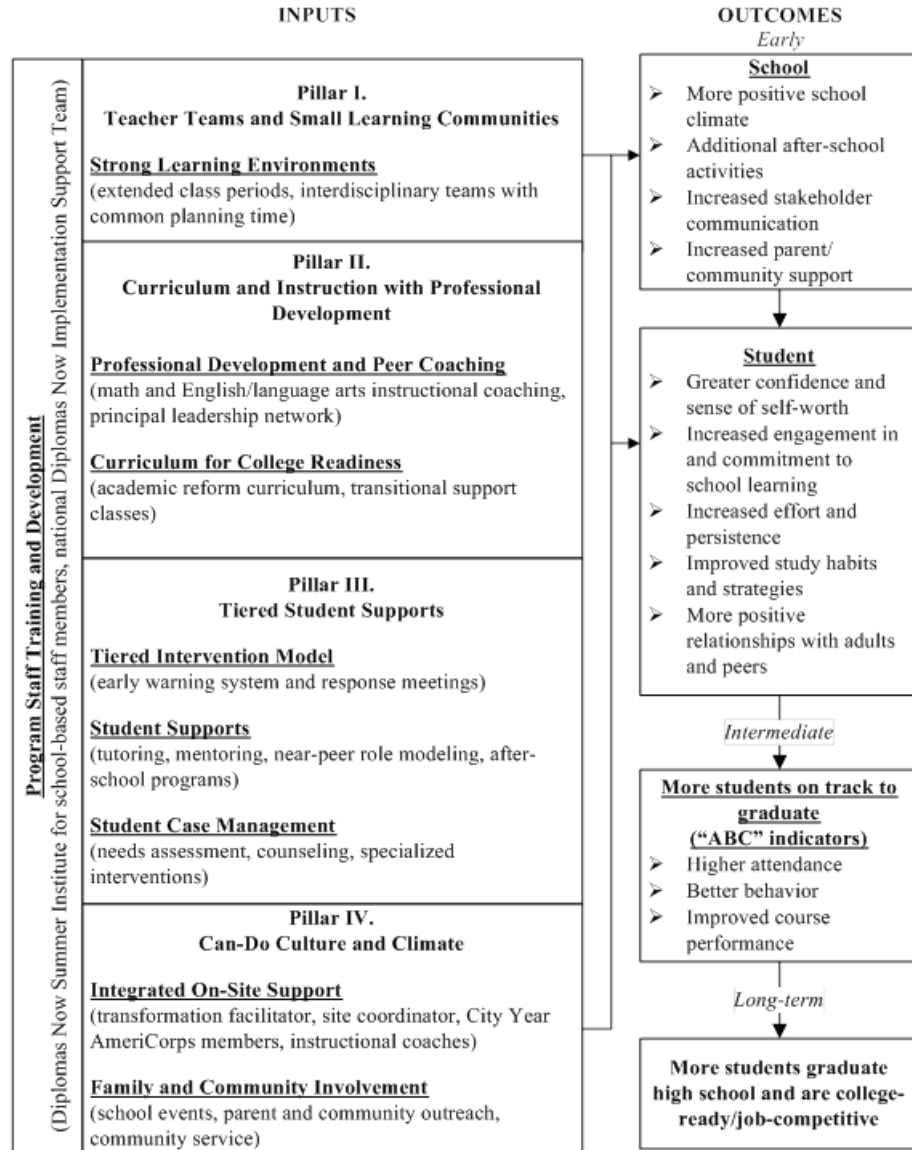 INPUTS
OUTCOMES
Early
Program Staff Training and Development
(Diplomas Now Summer Institute for school-based staff members, national Diplomas Now Implementation Support Team)
Pillar I.
Teacher Teams and Small Learning Communities
Strong Learning Environments
(extended class periods, interdisciplinary teams with
common planning time)
Pillar II.
Curriculum and Instruction with Professional
Development
Professional Development and Peer Coaching
(math and English/language arts instructional coaching,
principal leadership network)
Curriculum for College Readiness
(academic reform curriculum, transitional support
classes)
Pillar III.
Tiered Student Supports
Tiered Intervention Model
(early warning system and response meetings)
Student Supports
(tutoring, mentoring, near-peer role modeling, after-
school programs)
Student Case Management
(needs assessment, counseling, specialized
interventions)
Pillar IV.
Can-Do Culture and Climate
Integrated On-Site Support
(transformation facilitator, site coordinator, City Year
AmeriCorps members, instructional coaches)
Family and Community Involvement
(school events, parent and community outreach,
community service)
School
➢ More positive school
climate
➢ Additional after-school
activities
➢ Increased stakeholder
communication
➢ Increased parent/
community support
Student
➢ Greater confidence and
sense of self-worth
➢ Increased engagement in
and commitment to
school learning
➢ Increased effort and
persistence
➢ Improved study habits
and strategies
➢ More positive
relationships with adults
and peers
Intermediate
More students on track to
graduate
("ABC" indicators)
➢ Higher attendance
➢ Better behavior
➢ Improved course
performance
Long-term
More students graduate
high school and are college-
ready/job-competitive